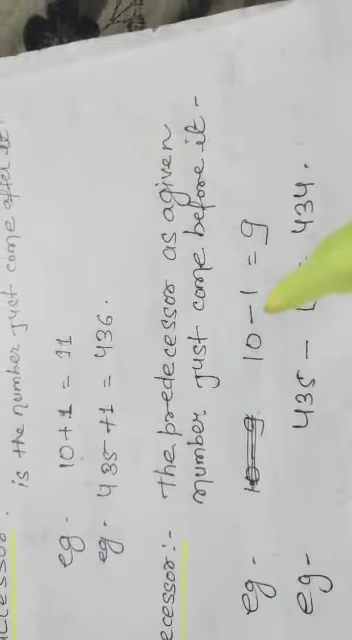 is the number just come after it
eg. 10+1 = 11
eg. 435+1 = 436.
ecessor:- The predecessor as a given
number just come before it-
eg- 10-1 = 9
eg- 435- 434.